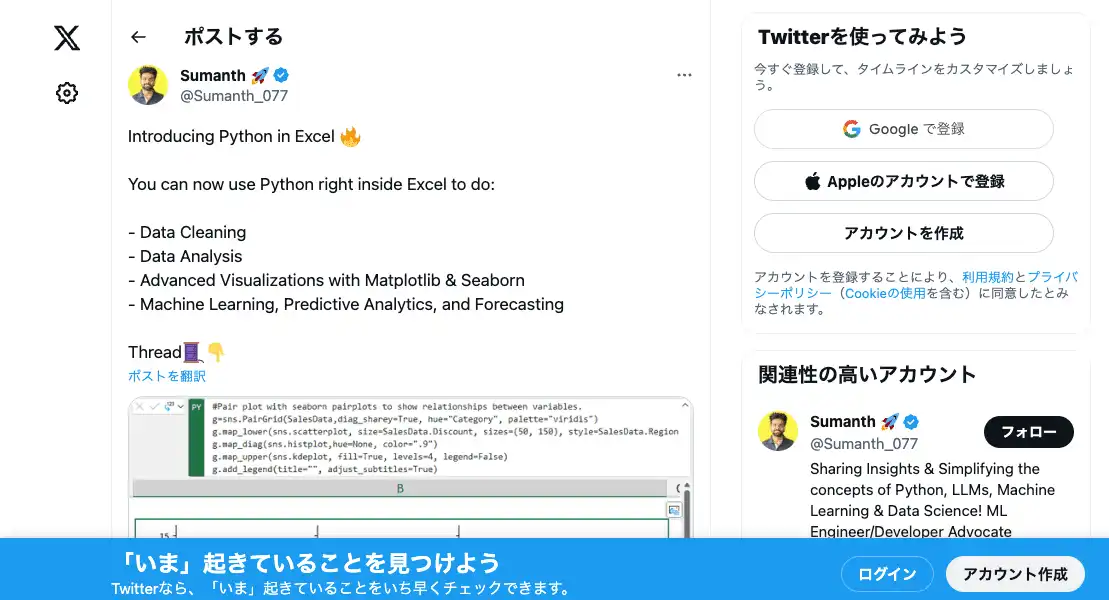 ポストする
Sumanth 🚀
@Sumanth_077
Introducing Python in Excel 🔥
You can now use Python right inside Excel to do:
- Data Cleaning
- Data Analysis
- Advanced Visualizations with Matplotlib & Seaborn
- Machine Learning, Predictive Analytics, and Forecasting
Thread🧵👇
ポストを翻訳
PY
#Pair plot with seaborn pairplots to show relationships between variables.
g=sns.PairGrid(SalesData,diag_sharey=True, hue="Category", palette="viridis")
g.map_lower(sns.scatterplot, size=SalesData.Discount, sizes=(50, 150), style=SalesData.Region
g.map_diag(sns.histplot,hue=None, color=".9")
g.map_upper(sns.kdeplot, fill=True, levels=4, legend=False)
g.add_legend(title="", adjust_subtitles=True)
B
15
Twitterを使ってみよう
今すぐ登録して、タイムラインをカスタマイズしましょ
う。
Google で登録
Appleのアカウントで登録
アカウントを作成
アカウントを登録することにより、利用規約とプライバ
シーポリシー（Cookieの使用を含む）に同意したとみ
なされます。
関連性の高いアカウント
Sumanth 🚀
@Sumanth_077
フォロー
Sharing Insights & Simplifying the
concepts of Python, LLMs, Machine
Learning & Data Science! ML
Engineer/Developer Advocate
「いま」起きていることを見つけよう
Twitterなら、「いま」起きていることをいち早くチェックできます。
ログイン
アカウント作成